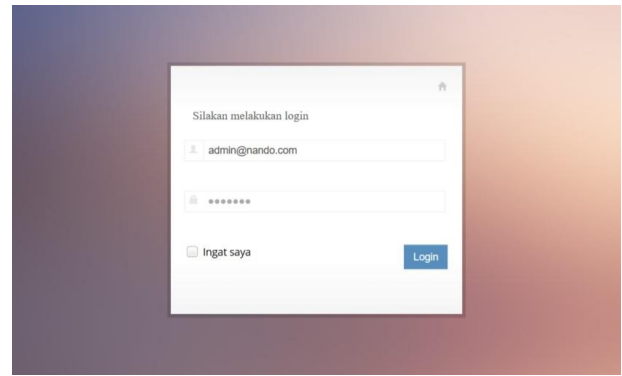 Silakan melakukan login
admin@nando.com
•••••••
Ingat saya
Login